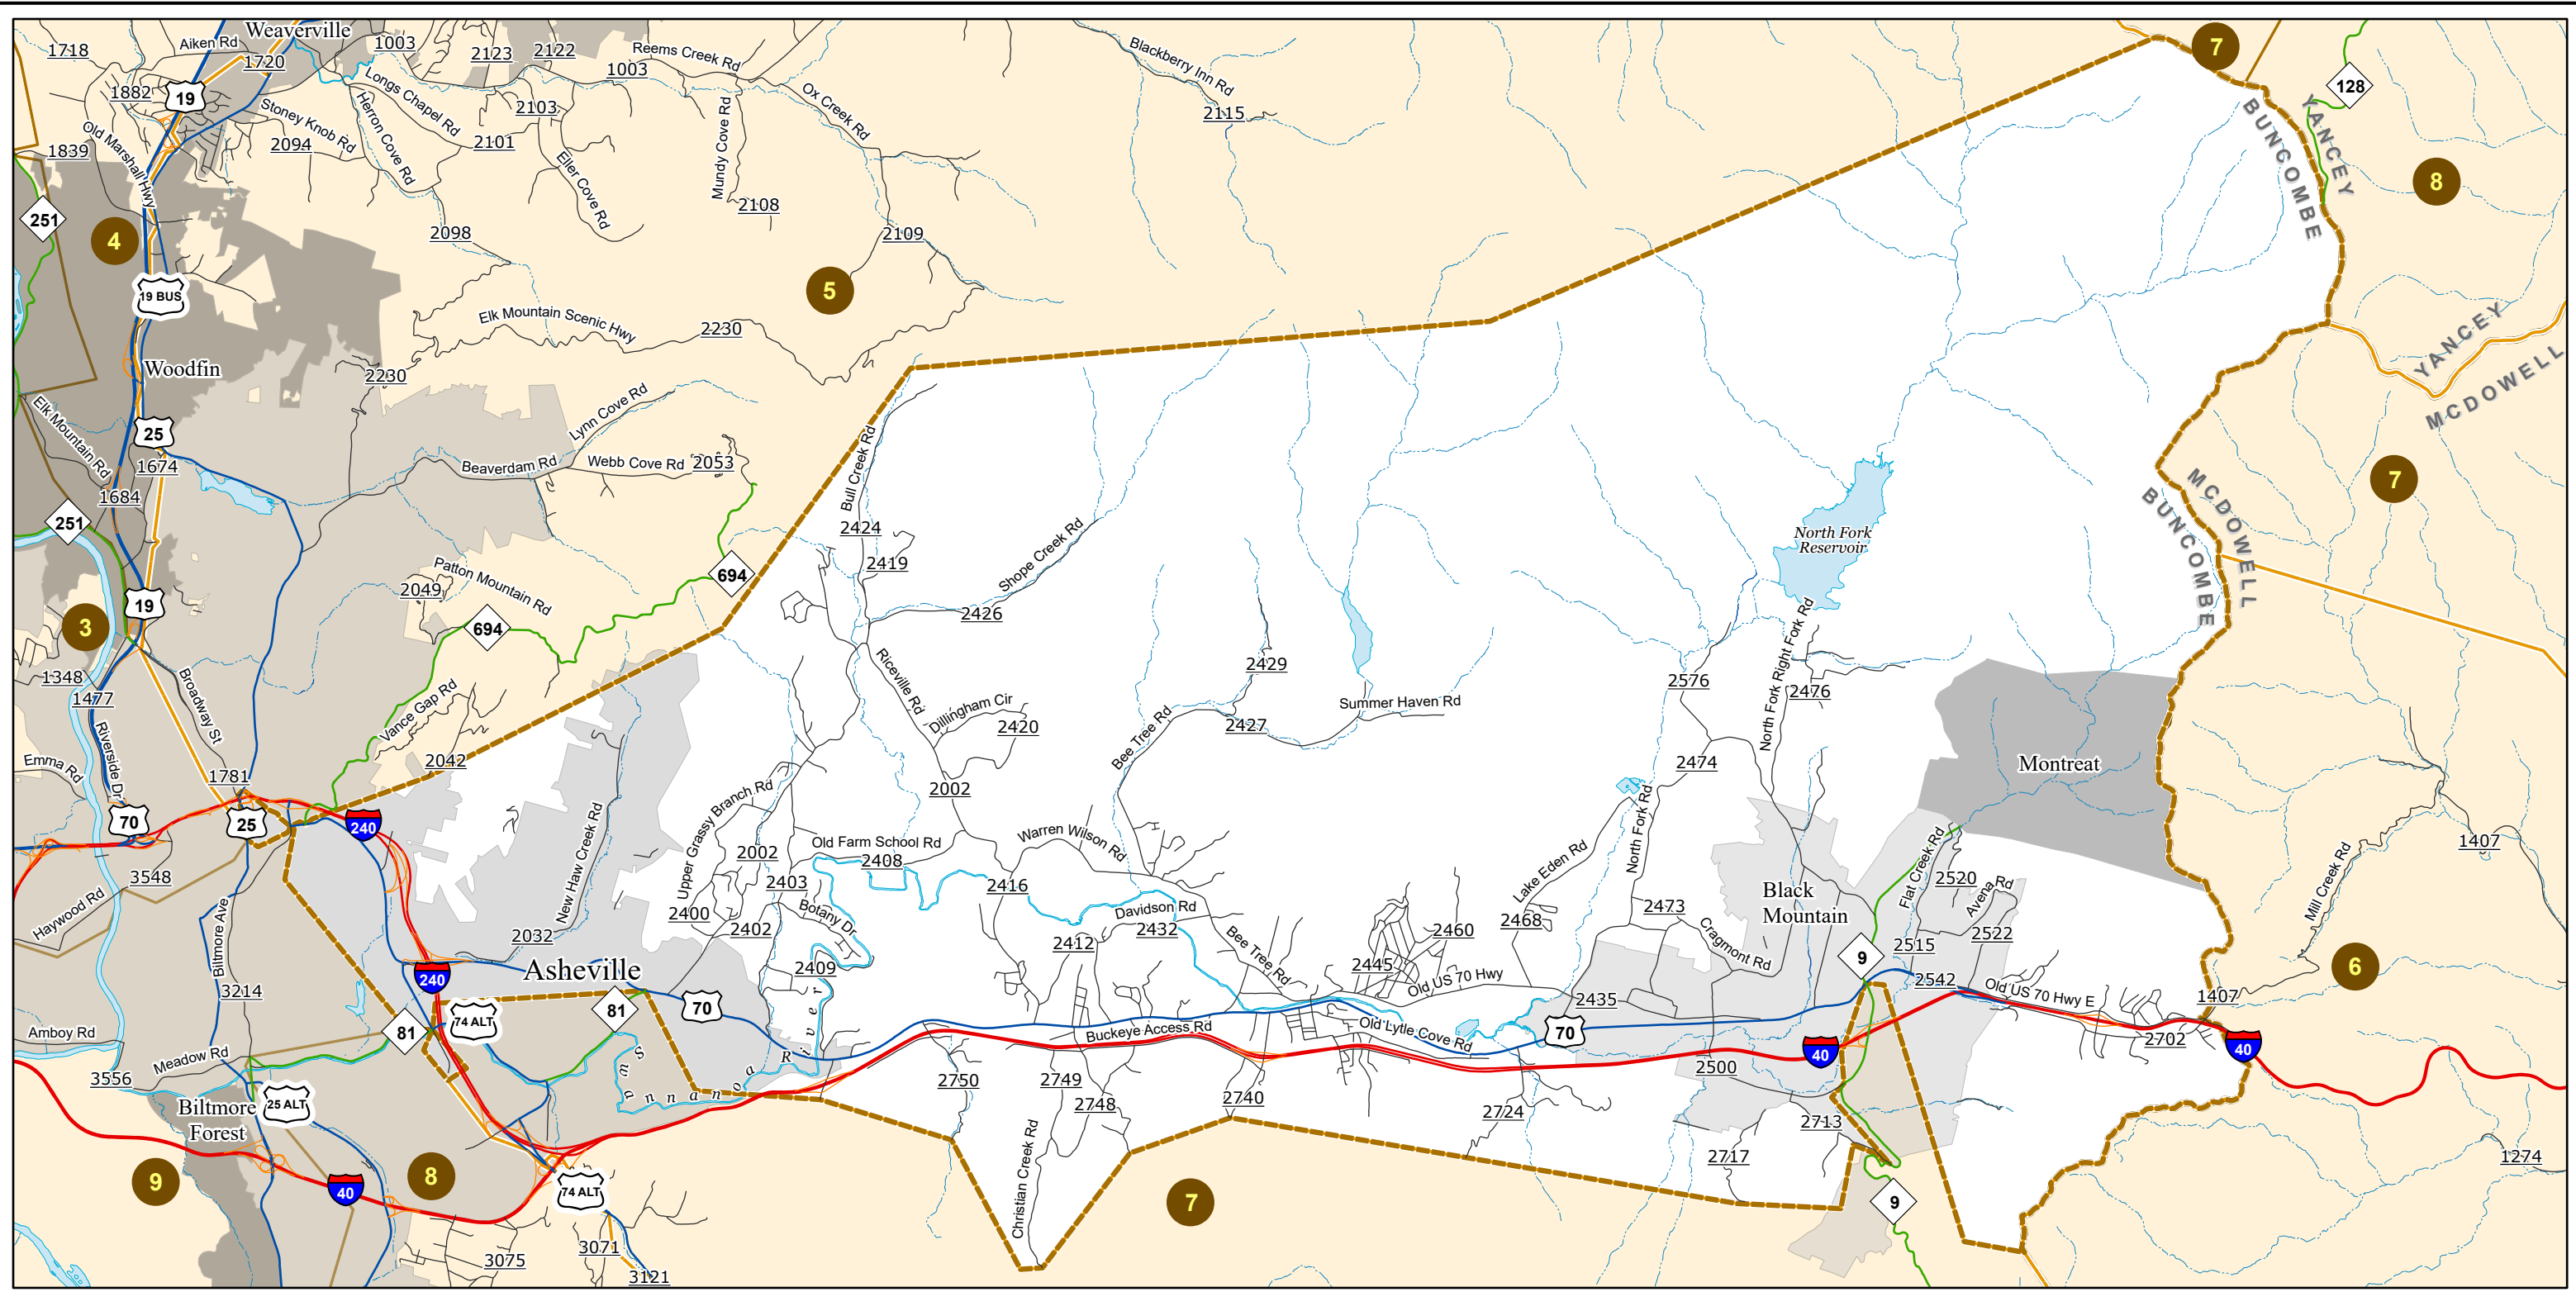 Weaverville
1718
Aiken Rd
1003
2123
2122
Reems Creek Rd
7
1720
1003
Blackberry Inn Rd
128
1882
19
Longs Chapel Rd
2103
Ox Creek Rd
2115
Stoney Knob Rd
Herron Cove Rd
2094
2101
Mundy Cove Rd
YANCEY
BUNCOMBE
Old Marshall Hwy
1839
Eller Cove Rd
8
251
2108
4
2098
2109
19 BUS
5
Elk Mountain Scenic Hwy
2230
YANCEY
MCDOWELL
Woodfin
2230
Elk Mountain Rd
25
Lynn Cove Rd
Bull Creek Rd
1674
Beaverdam Rd
Webb Cove Rd
2053
7
1684
MCDOWELL
BUNCOMBE
251
2424
North Fork
Reservoir
2419
Shope Creek Rd
Patton Mountain Rd
2049
694
19
2426
694
3
North Fork Right Fork Rd
1348
1477
Broadway St
Vance Gap Rd
Riceville Rd
2429
2576
2476
Dillingham Cir
2420
Bee Tree Rd
2427
Summer Haven Rd
Riverside Dr
Emma Rd
1781
2042
2002
2474
Montreat
70
25
240
New Haw Creek Rd
Upper Grassy Branch Rd
Old Farm School Rd
2408
Warren Wilson Rd
North Fork Rd
1407
3548
2002
2403
2416
Lake Eden Rd
Black
Mountain
Flat Creek Rd
2520
Avena Rd
Mill Creek Rd
Haywood Rd
Biltmore Ave
2400
2402
Botany Dr
Davidson Rd
2432
2412
Bee Tree Rd
2460
2468
2473
Cragmont Rd
9
2515
2522
2032
Asheville
240
2409
2445
Old US 70 Hwy
2542
6
3214
70
2435
Old US 70 Hwy E
1407
Amboy Rd
81
74 ALT
81
Buckeye Access Rd
Old Lytle Cove Rd
70
40
2702
40
Meadow Rd
Swannanoa River
3556
2750
2749
2500
Biltmore
Forest
25 ALT
2748
2740
2724
2713
9
8
40
74 ALT
Christian Creek Rd
7
2717
1274
9
3075
3071
3121